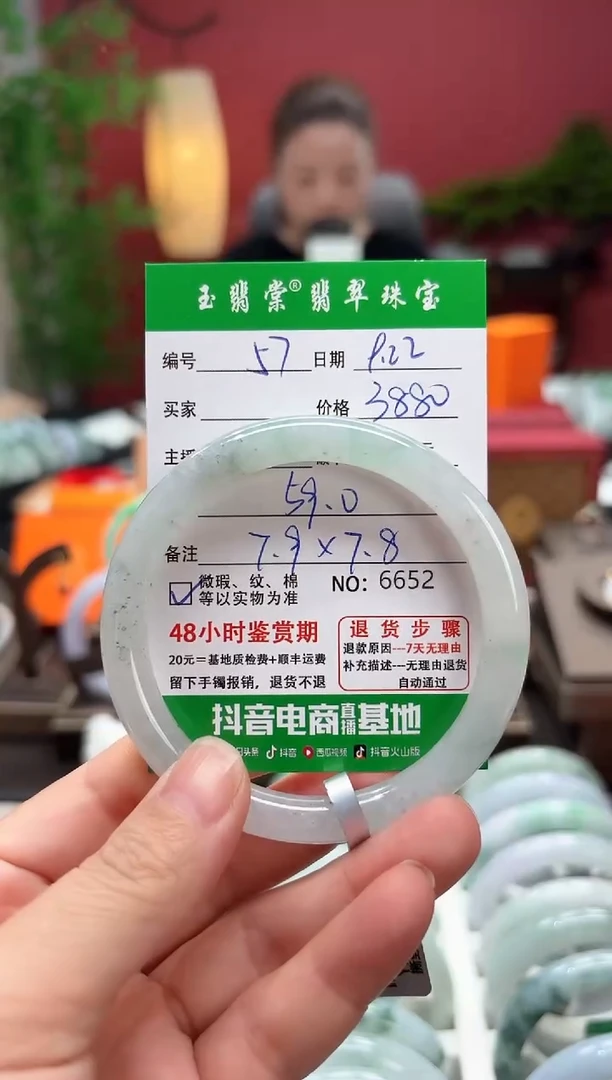 玉翡棠®翡翠珠宝
编号 57 日期 9.22
买家 价格 3880
主播
59.0
备注 7.9×7.8
微瑕、纹、棉
等以实物为准
NO: 6652
48小时鉴赏期
20元=基地质检费+顺丰运费
留下手镯报销，退货不退
退货步骤
退款原因---7天无理由
补充描述---无理由退货
自动通过
抖音电商直播基地
头条 抖音 西瓜视频 抖音火山版